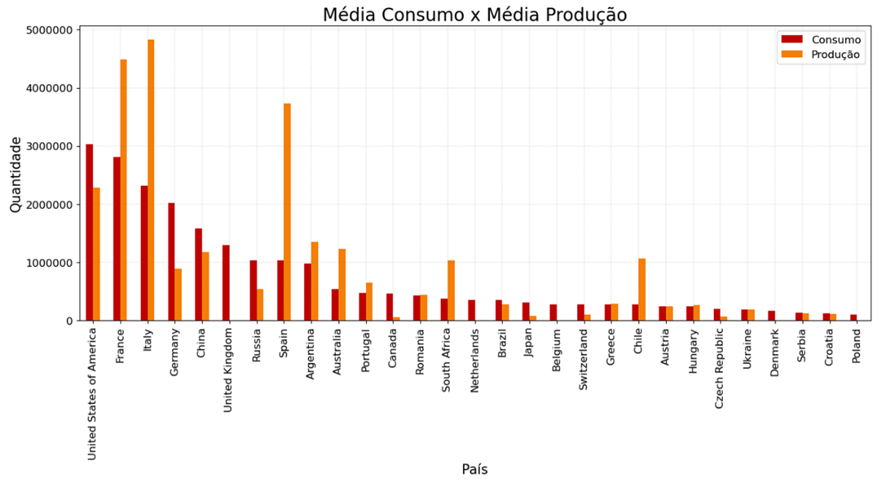 Média Consumo x Média Produção
Consumo
Produção
Quantidade
5000000
4000000
3000000
2000000
1000000
0
United States of America
France
Italy
Germany
China
United Kingdom
Russia
Spain
Argentina
Australia
Portugal
Canada
Romania
South Africa
Netherlands
Brazil
Japan
Belgium
Switzerland
Greece
Chile
Austria
Hungary
Czech Republic
Ukraine
Denmark
Serbia
Croatia
Poland
País